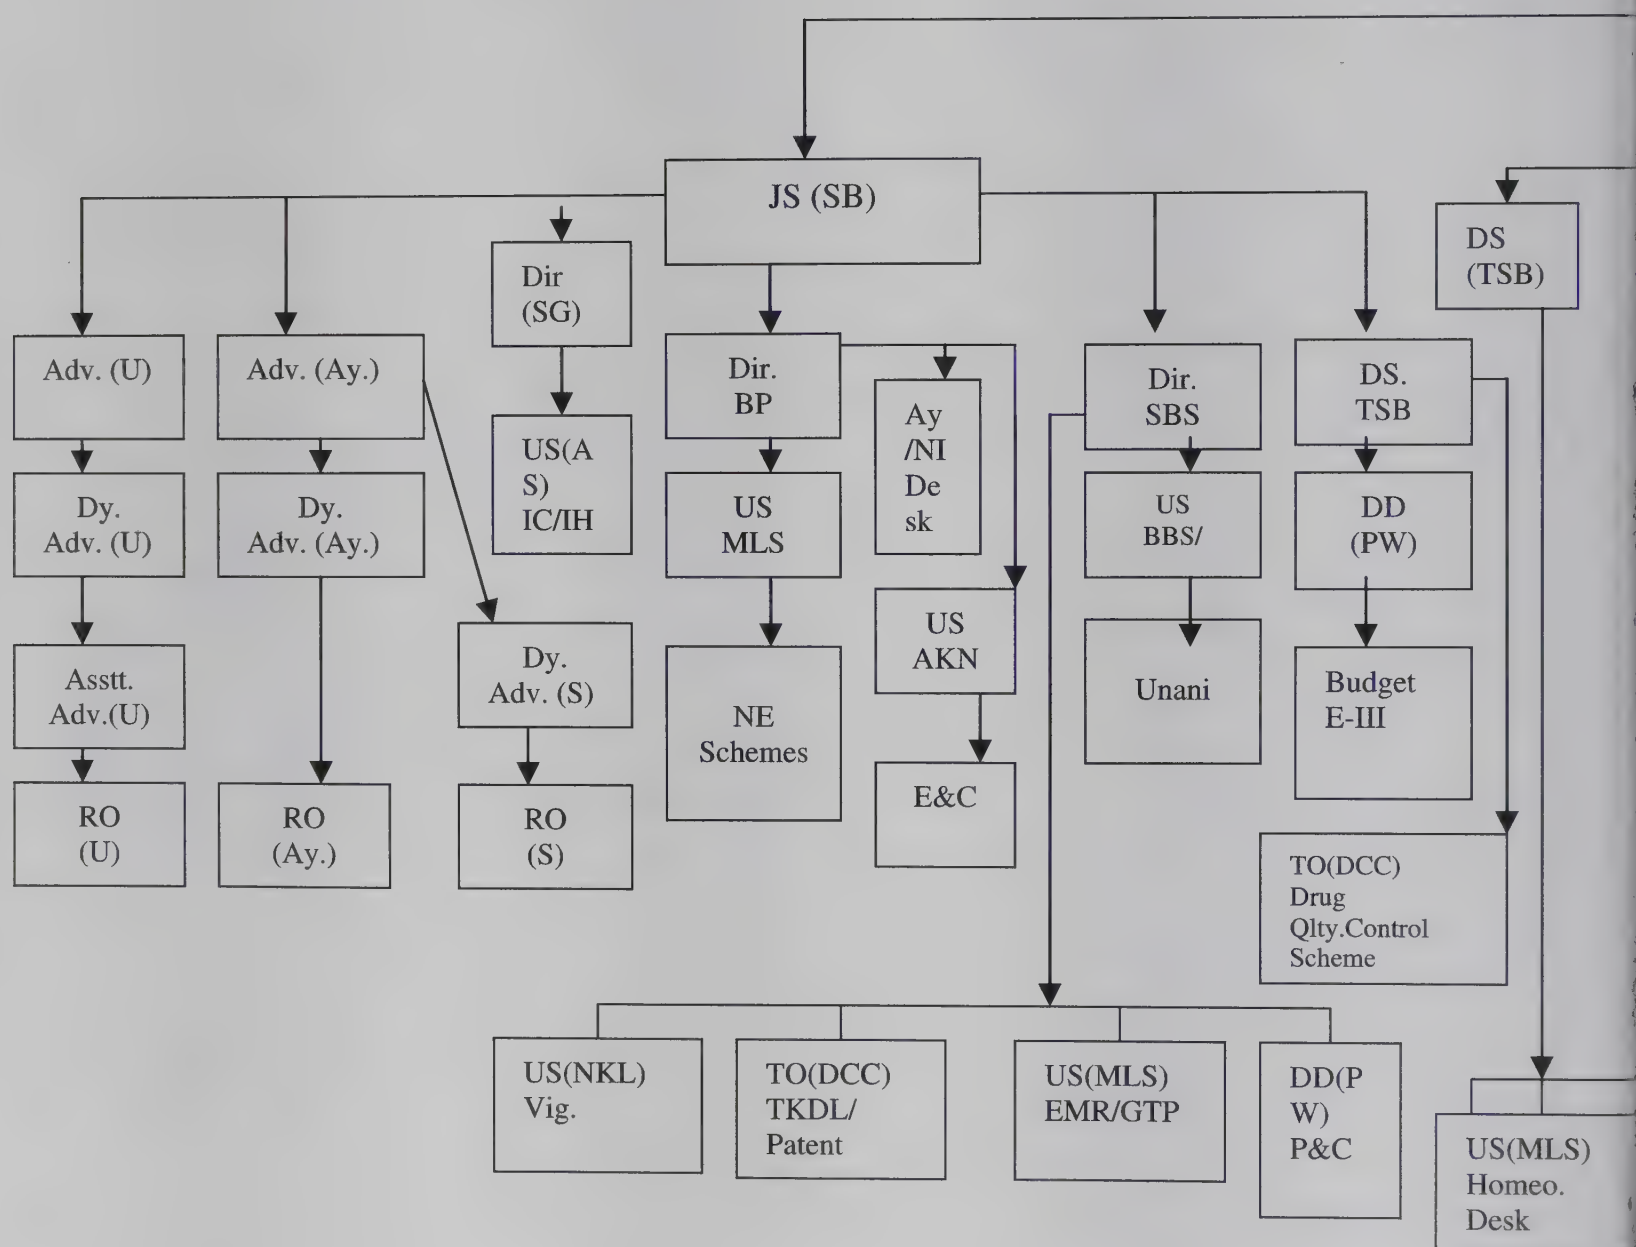 JS (SB)
DS
(TSB)
Dir
(SG)
Adv. (U)
Adv. (Ay.)
Dir.
BP
Ay
/NI
De
sk
Dir.
SBS
DS.
TSB
US(A
S)
IC/IH
Dy.
Adv. (U)
Dy.
Adv. (Ay.)
US
MLS
US
BBS/
DD
(PW)
Asstt.
Adv.(U)
Dy.
Adv. (S)
NE
Schemes
US
AKN
Unani
Budget
E-III
RO
(U)
RO
(Ay.)
RO
(S)
E&C
TO(DCC)
Drug
Qlty.Control
Scheme
US(NKL)
Vig.
TO(DCC)
TKDL/
Patent
US(MLS)
EMR/GTP
DD(P
W)
P&C
US(MLS)
Homeo.
Desk